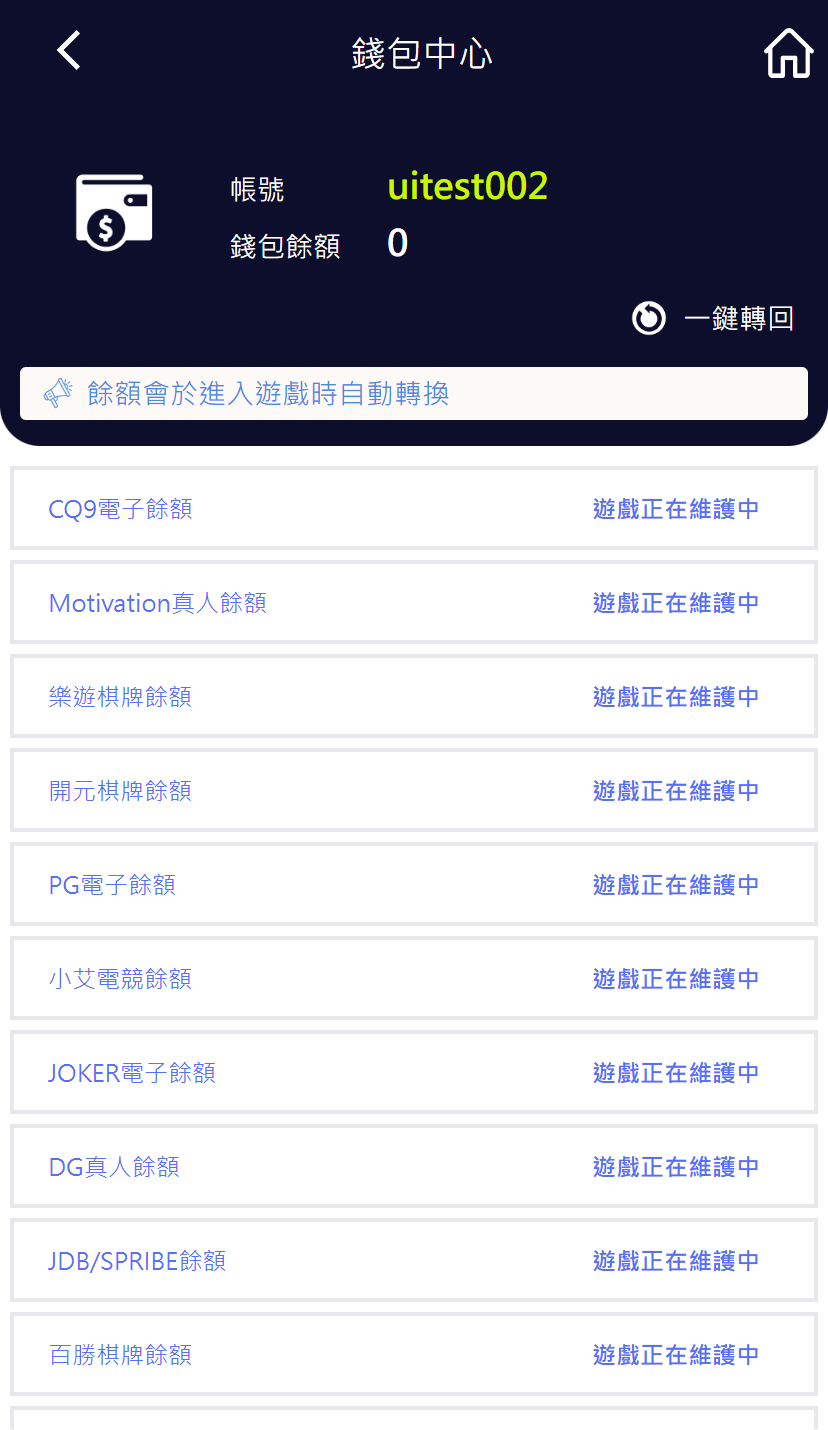 錢包中心
帳號 uitest002
錢包餘額 0
一鍵轉回
餘額會於進入遊戲時自動轉換
CQ9電子餘額 遊戲正在維護中
Motivation真人餘額 遊戲正在維護中
樂遊棋牌餘額 遊戲正在維護中
開元棋牌餘額 遊戲正在維護中
PG電子餘額 遊戲正在維護中
小艾電競餘額 遊戲正在維護中
JOKER電子餘額 遊戲正在維護中
DG真人餘額 遊戲正在維護中
JDB/SPRIBE餘額 遊戲正在維護中
百勝棋牌餘額 遊戲正在維護中